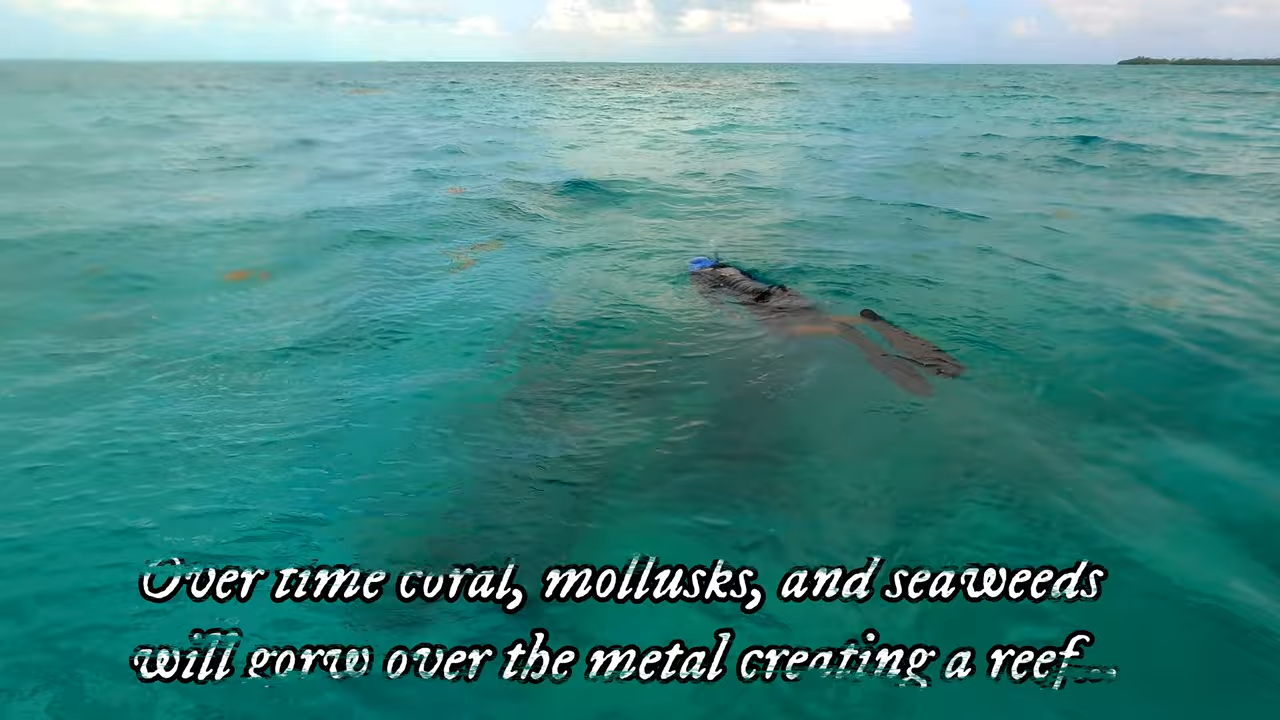 Over time coral, mollusks, and seaweeds
will gorw over the metal creating a reef